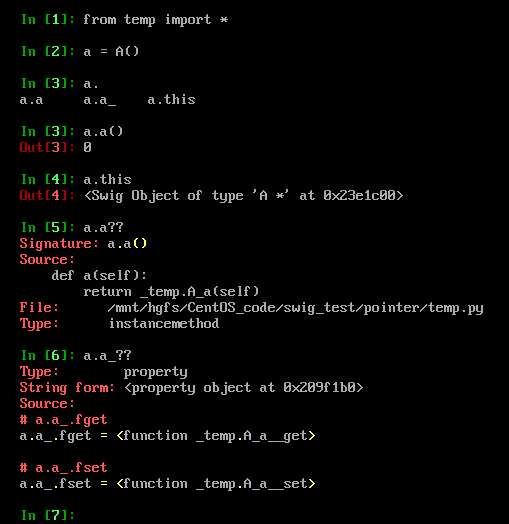 In [1]: from temp import *
In [2]: a = A()
In [3]: a.
a.a     a.a_    a.this
In [3]: a.a()
Out[3]: 0
In [4]: a.this
Out[4]: <Swig Object of type 'A *' at 0x23e1c00>
In [5]: a.a??
Signature: a.a()
Source:
    def a(self):
        return _temp.A_a(self)
File:      /mnt/hgfs/CentOS_code/swig_test/pointer/temp.py
Type:      instancemethod
In [6]: a.a_??
Type:        property
String form: <property object at 0x209f1b0>
Source:
# a.a_.fget
a.a_.fget = <function _temp.A_a__get>
# a.a_.fset
a.a_.fset = <function _temp.A_a__set>
In [7]: